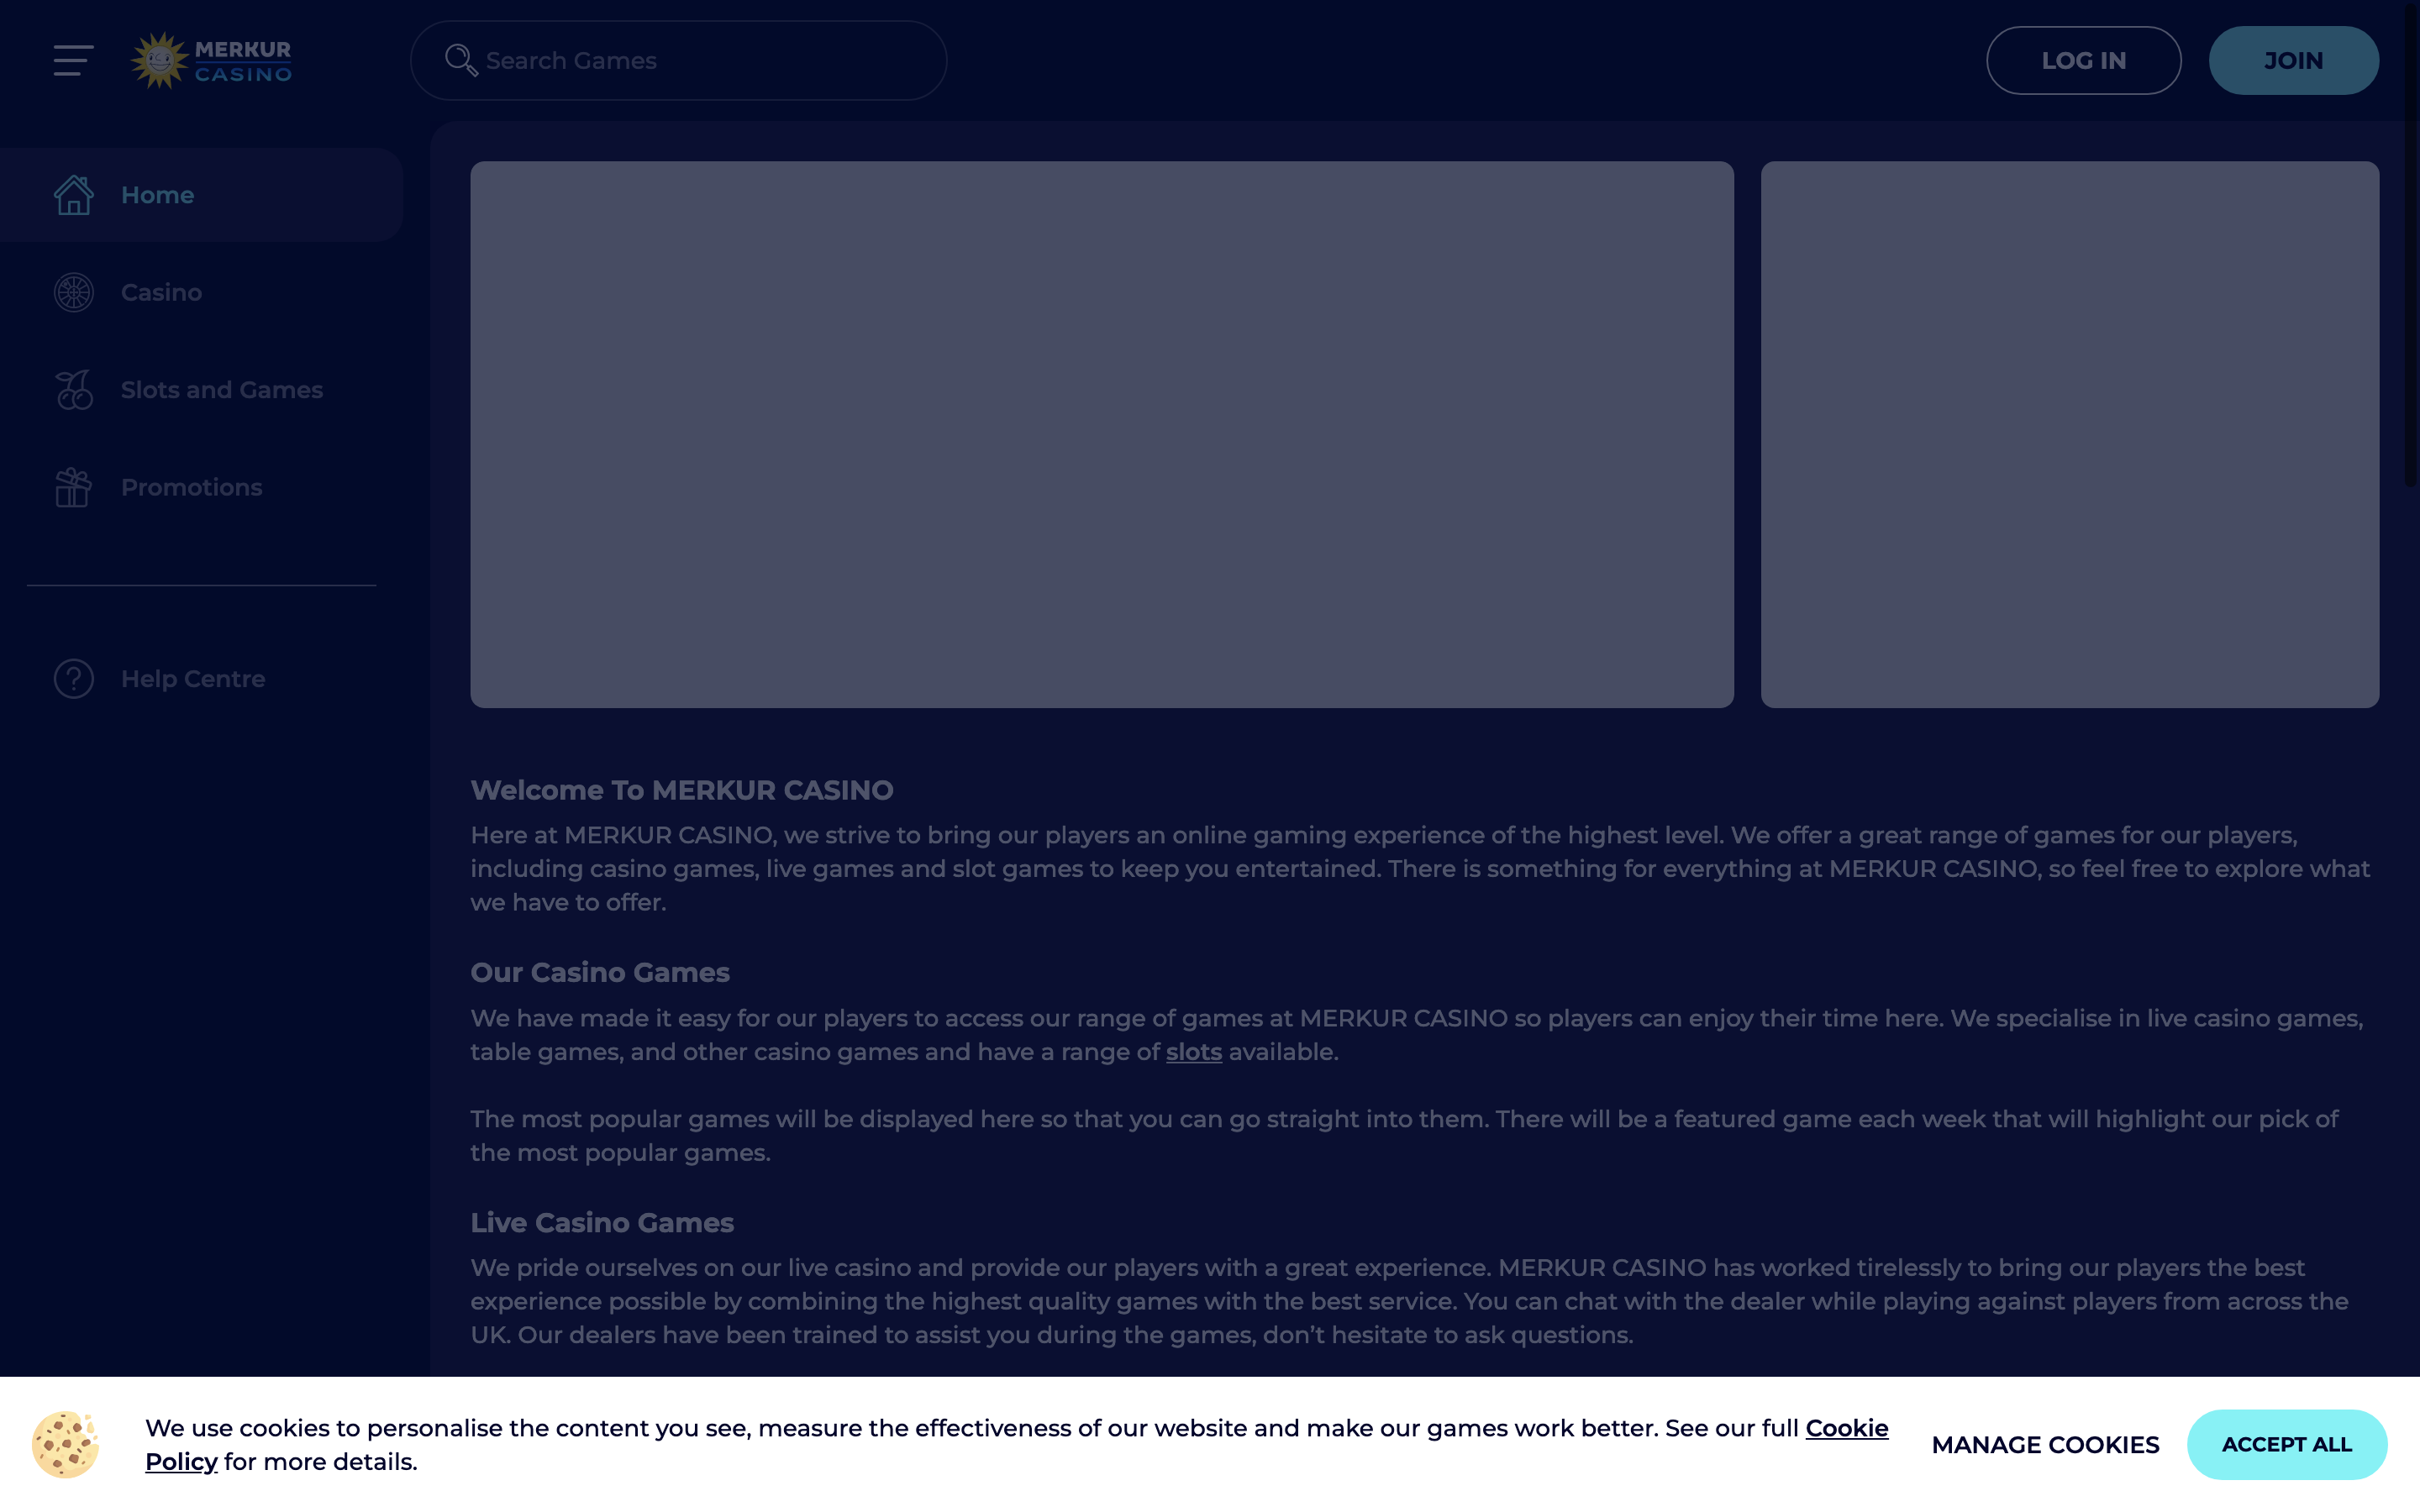 MERKUR
CASINO
Search Games
LOG IN
JOIN
Home
Casino
Slots and Games
Promotions
Help Centre
Welcome To MERKUR CASINO
Here at MERKUR CASINO, we strive to bring our players an online gaming experience of the highest level. We offer a great range of games for our players,
including casino games, live games and slot games to keep you entertained. There is something for everything at MERKUR CASINO, so feel free to explore what
we have to offer.
Our Casino Games
We have made it easy for our players to access our range of games at MERKUR CASINO so players can enjoy their time here. We specialise in live casino games,
table games, and other casino games and have a range of slots available.
The most popular games will be displayed here so that you can go straight into them. There will be a featured game each week that will highlight our pick of
the most popular games.
Live Casino Games
We pride ourselves on our live casino and provide our players with a great experience. MERKUR CASINO has worked tirelessly to bring our players the best
experience possible by combining the highest quality games with the best service. You can chat with the dealer while playing against players from across the
UK. Our dealers have been trained to assist you during the games, don’t hesitate to ask questions.
We use cookies to personalise the content you see, measure the effectiveness of our website and make our games work better. See our full Cookie
Policy for more details.
MANAGE COOKIES
ACCEPT ALL